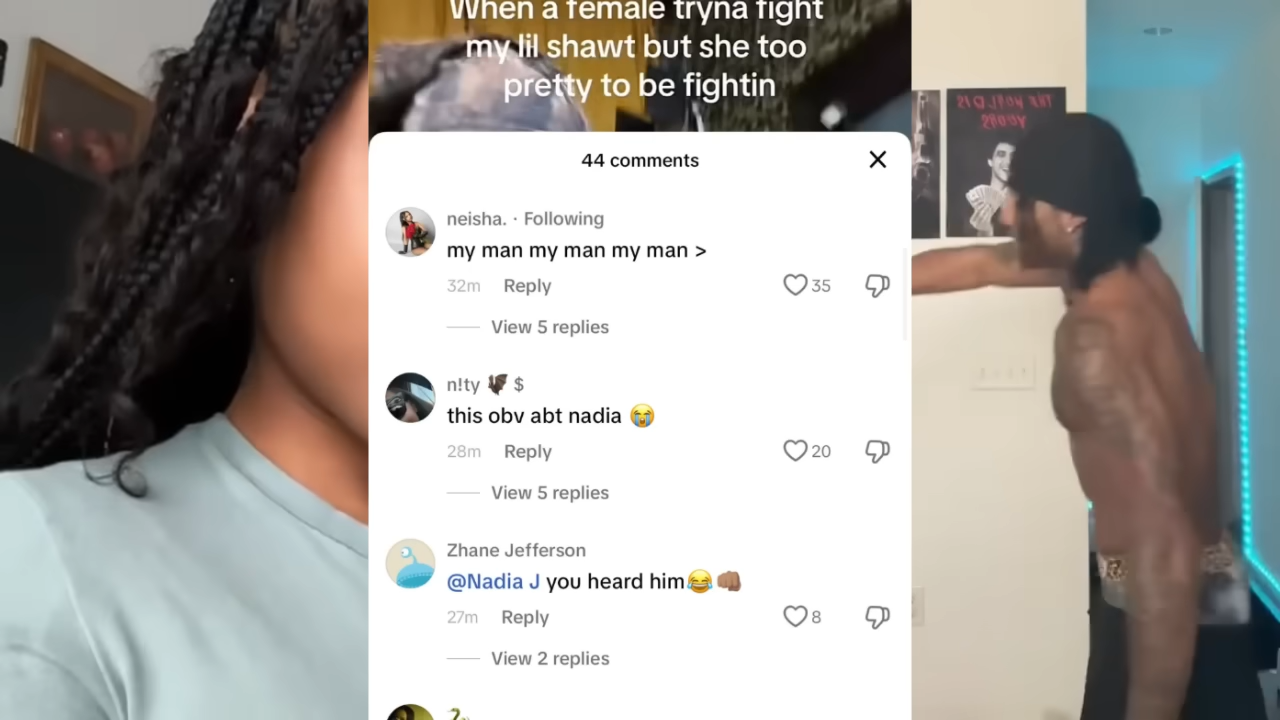 When a female tryna fight
my lil shawt but she too
pretty to be fightin
44 comments
neisha. · Following
my man my man my man >
32m Reply 35
View 5 replies
n!ty 🦇 $
this obv abt nadia 😭
28m Reply 20
View 5 replies
Zhane Jefferson
@Nadia J you heard him😂👊🏽
27m Reply 8
View 2 replies